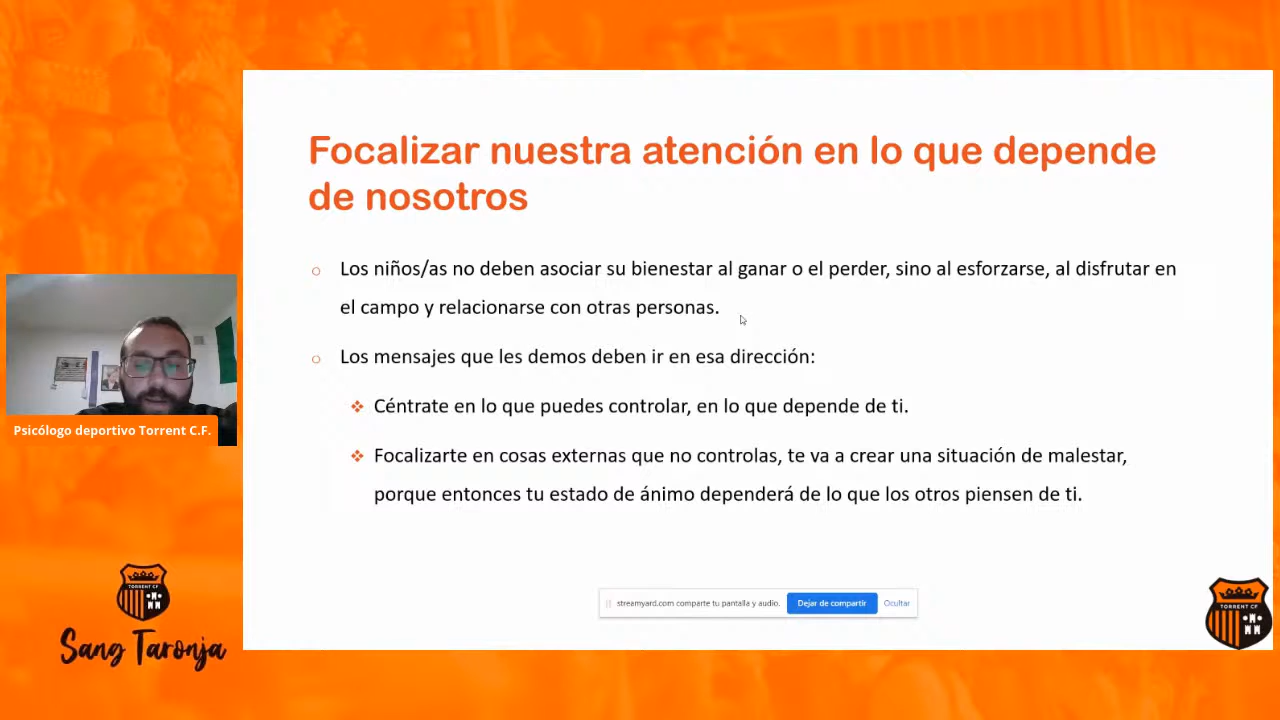 Focalizar nuestra atención en lo que depende
de nosotros
○ Los niños/as no deben asociar su bienestar al ganar o el perder, sino al esforzarse, al disfrutar en
el campo y relacionarse con otras personas.
○ Los mensajes que les demos deben ir en esa dirección:
❖ Céntrate en lo que puedes controlar, en lo que depende de ti.
❖ Focalizarte en cosas externas que no controlas, te va a crear una situación de malestar,
porque entonces tu estado de ánimo dependerá de lo que los otros piensen de ti.
Psicólogo deportivo Torrent C.F.
TORRENT CF
Sang Taronja
streamyard.com comparte tu pantalla y audio.
Dejar de compartir
Ocultar
TORRENT CF